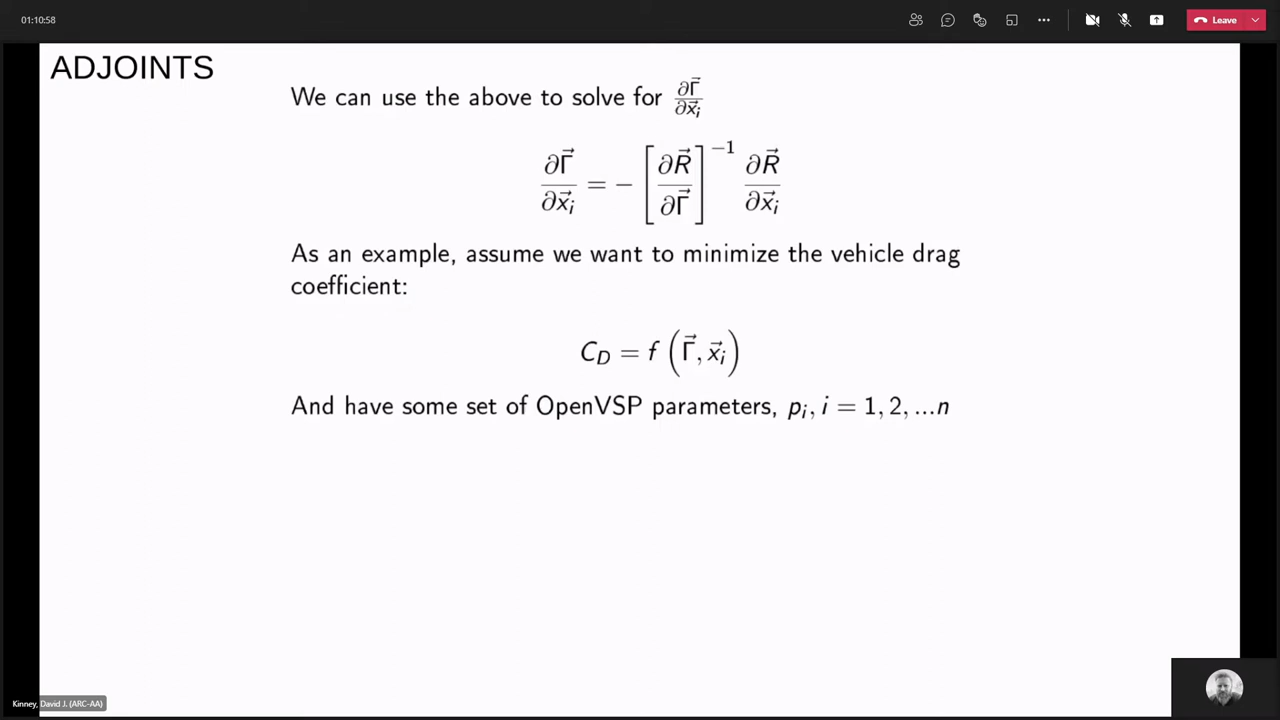 01:10:58
Leave
ADJOINTS
We can use the above to solve for ∂Γ⃗/∂x⃗ᵢ
∂Γ⃗/∂x⃗ᵢ = − [∂R⃗/∂Γ⃗]⁻¹ ∂R⃗/∂x⃗ᵢ
As an example, assume we want to minimize the vehicle drag
coefficient:
C_D = f (Γ⃗, x⃗ᵢ)
And have some set of OpenVSP parameters, pᵢ, i = 1, 2, ...n
Kinney, David J. (ARC-AA)